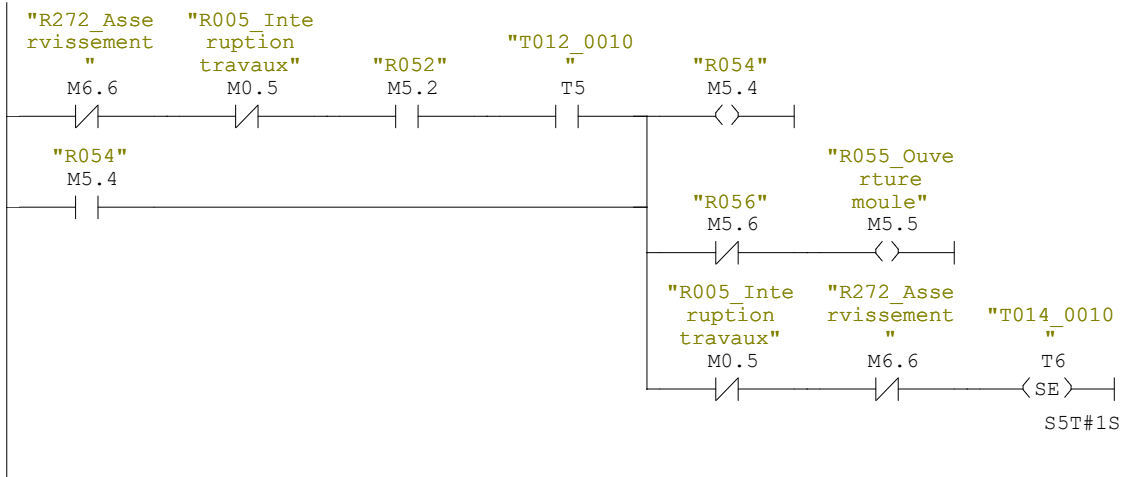 "R272_Asse
rvissement
"
M6.6
"R005_Inte
ruption
travaux"
M0.5
"R052"
M5.2
"T012_0010
"
T5
"R054"
M5.4
"R054"
M5.4
"R056"
M5.6
"R055_Ouve
rture
moule"
M5.5
"R005_Inte
ruption
travaux"
M0.5
"R272_Asse
rvissement
"
M6.6
"T014_0010
"
T6
SE
S5T#1S